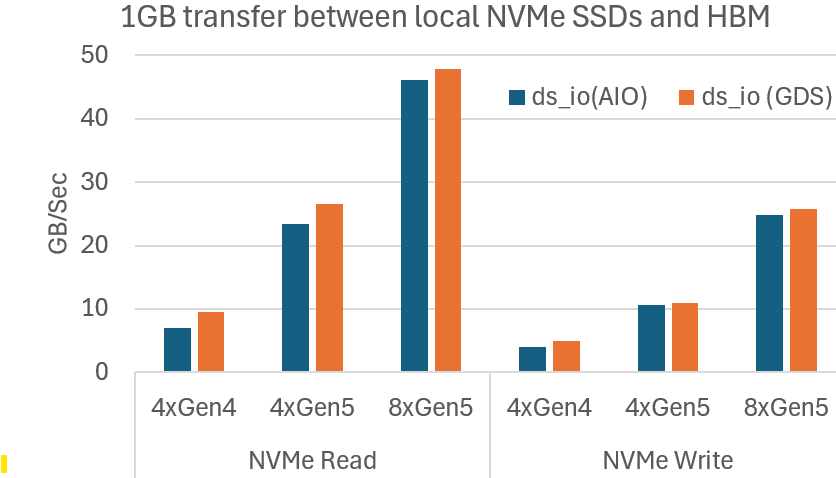 1GB transfer between local NVMe SSDs and HBM
50
ds_io(AIO) ds_io (GDS)
40
30
GB/Sec
20
10
0
4xGen4 4xGen5 8xGen5 4xGen4 4xGen5 8xGen5
NVMe Read NVMe Write